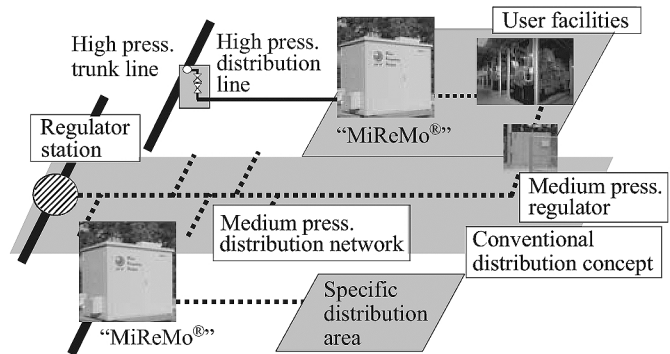 User facilities
High press.
trunk line
High press.
distribution
line
"MiReMo®"
Regulator
station
Medium press.
regulator
Medium press.
distribution network
Conventional
distribution concept
Specific
distribution
area
"MiReMo®"